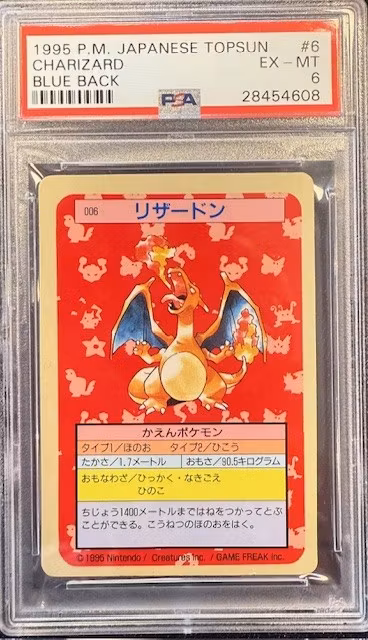 1995 P.M. JAPANESE TOPSUN #6
CHARIZARD EX - MT
BLUE BACK 6
PSA 28454608
006 リザードン
かえんポケモン
タイプ1/ほのお タイプ2/ひこう
たかさ/1.7メートル おもさ/90.5キログラム
おもなわざ/ひっかく・なきごえ
ひのこ
ちじょう1400メートルまではねをつかってとぶ
ことができる。こうねつのほのおをはく。
©1995 Nintendo / Creatures inc. / GAME FREAK inc.